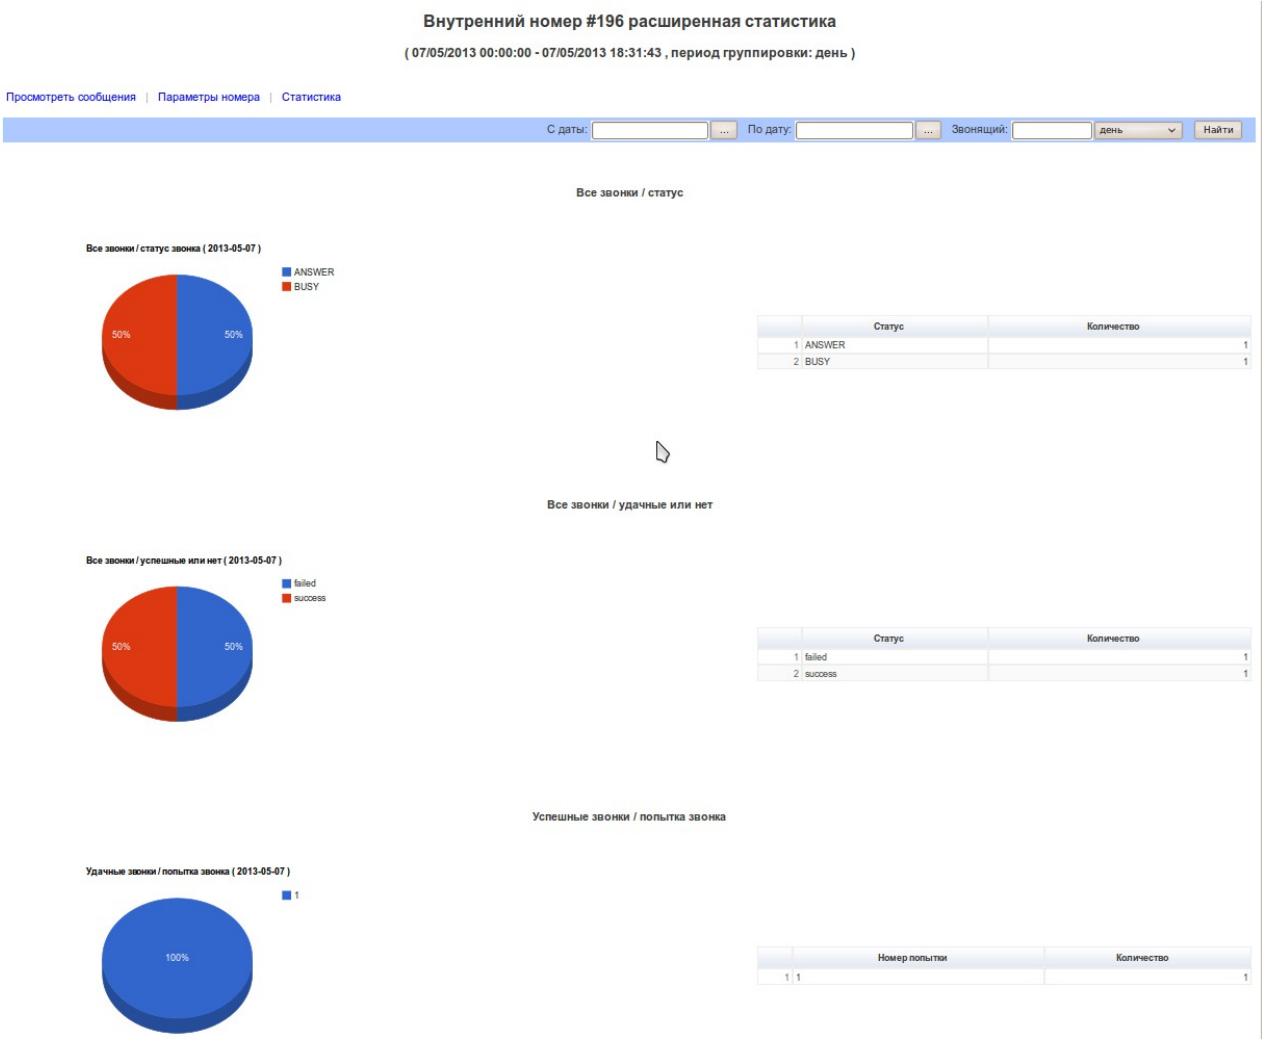 Внутренний номер #196 расширенная статистика
( 07/05/2013 00:00:00 - 07/05/2013 18:31:43 , период группировки: день )
Просмотреть сообщения | Параметры номера | Статистика
С даты: ... По дату: ... Звонящий: день Найти
Все звонки / статус
Все звонки / статус звонка ( 2013-05-07 )
ANSWER
BUSY
50% 50%
Статус Количество
1 ANSWER 1
2 BUSY 1
Все звонки / удачные или нет
Все звонки / успешные или нет ( 2013-05-07 )
failed
success
50% 50%
Статус Количество
1 failed 1
2 success 1
Успешные звонки / попытка звонка
Удачные звонки / попытка звонка ( 2013-05-07 )
1
100%
Номер попытки Количество
1 1 1